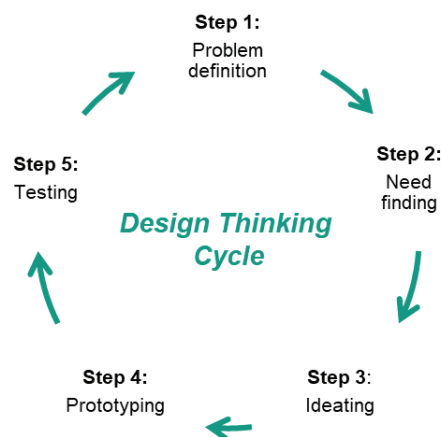 Step 1:
Problem
definition
Step 2:
Need
finding
Step 3:
Ideating
Step 4:
Prototyping
Step 5:
Testing
Design Thinking
Cycle